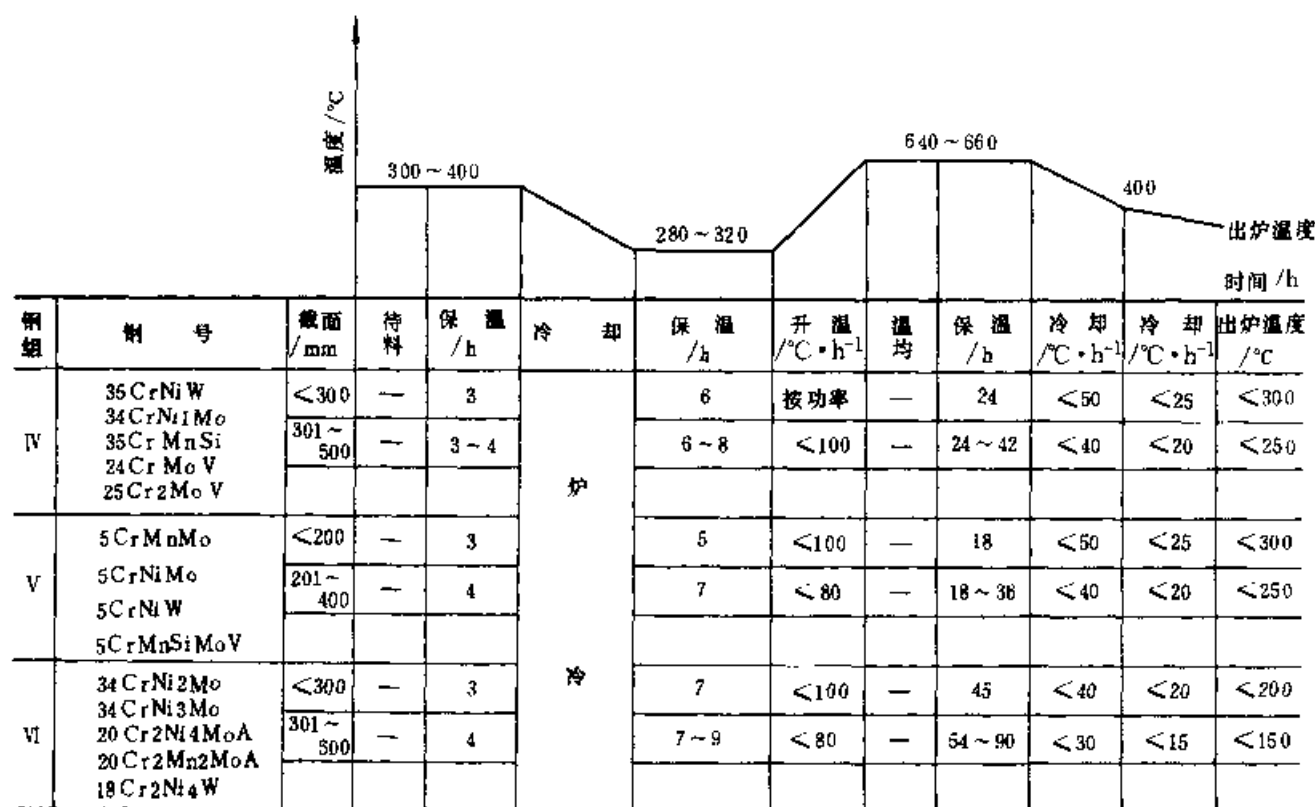 温度/℃
300～400
280～320
640～660
400
出炉温度
时间/h
钢组 钢号 截面/mm 待料 保温/h 冷却 保温/h 升温/℃·h⁻¹ 温均 保温/h 冷却/℃·h⁻¹ 冷却/℃·h⁻¹ 出炉温度/℃
炉冷
Ⅳ
35CrNiW
34CrNi1Mo
35CrMnSi
24CrMoV
25Cr2MoV
<300 — 3 6 按功率 — 24 <50 <25 <300
301～500 — 3～4 6～8 <100 — 24～42 <40 <20 <250
Ⅴ
5CrMnMo
5CrNiMo
5CrNiW
5CrMnSiMoV
<200 — 3 5 <100 — 18 <50 <25 <300
201～400 — 4 7 <80 — 18～36 <40 <20 <250
Ⅵ
34CrNi2Mo
34CrNi3Mo
20Cr2Ni4MoA
20Cr2Mn2MoA
18Cr2Ni4W
<300 — 3 7 <100 — 45 <40 <20 <200
301～500 — 4 7～9 <80 — 54～90 <30 <15 <150